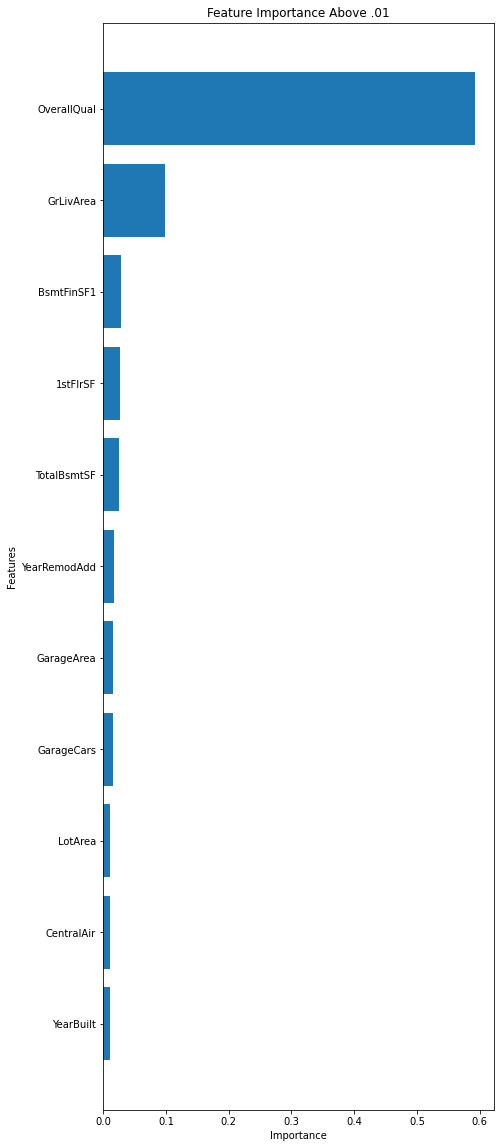 Feature Importance Above .01
OverallQual
GrLivArea
BsmtFinSF1
1stFlrSF
TotalBsmtSF
YearRemodAdd
GarageArea
GarageCars
LotArea
CentralAir
YearBuilt
Features
0.0 0.1 0.2 0.3 0.4 0.5 0.6
Importance